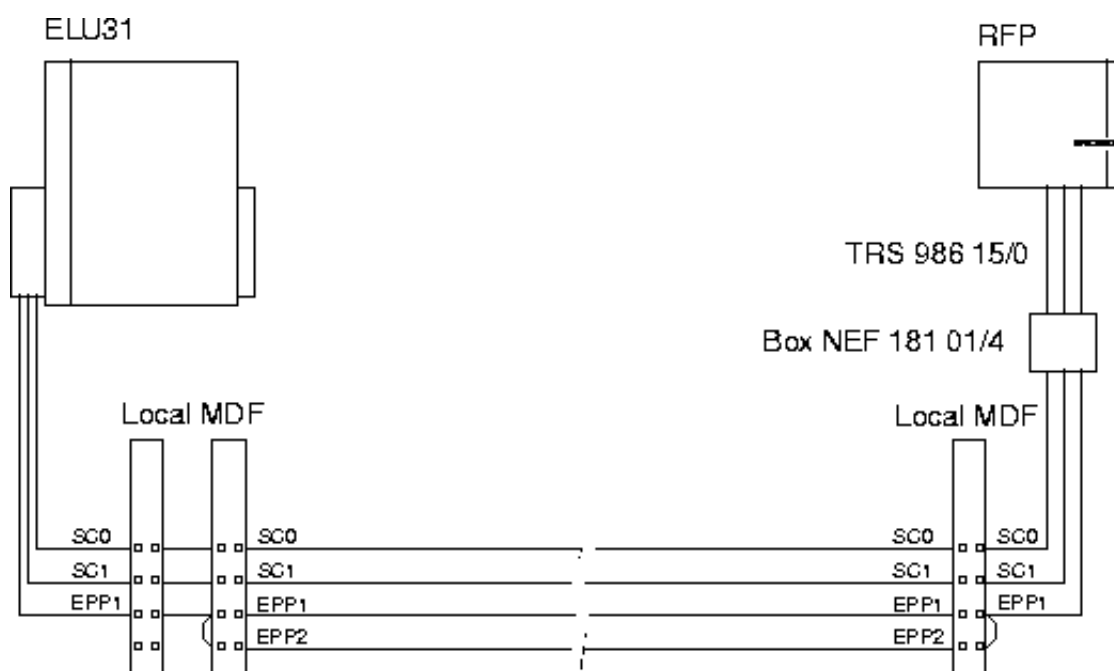 ELU31
RFP
TRS 986 15/0
Box NEF 181 01/4
Local MDF
Local MDF
SC0 SC0 SC0 SC0
SC1 SC1 SC1 SC1
EPP1 EPP1 EPP1 EPP1
EPP2 EPP2